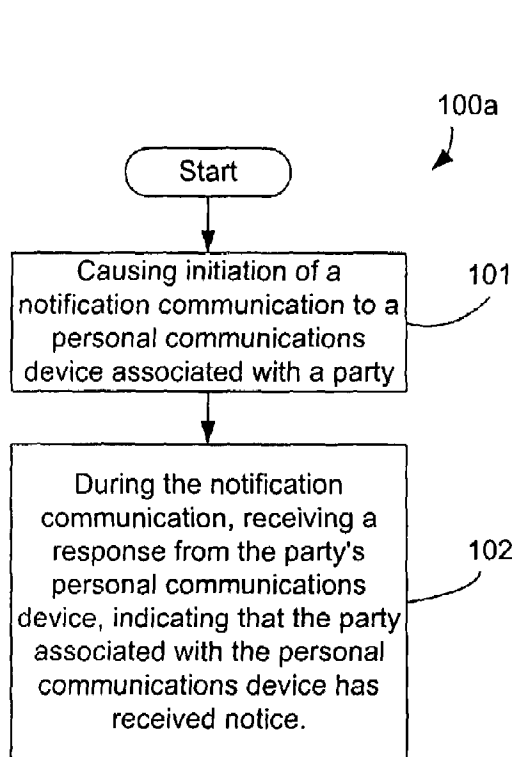 100a
Start
Causing initiation of a
notification communication to a
personal communications
device associated with a party
101
During the notification
communication, receiving a
response from the party's
personal communications
device, indicating that the party
associated with the personal
communications device has
received notice.
102